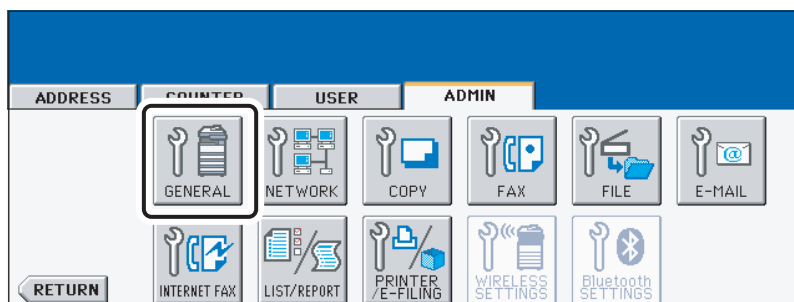 ADDRESS COUNTER USER ADMIN
GENERAL NETWORK COPY FAX FILE E-MAIL
INTERNET FAX LIST/REPORT PRINTER /E-FILING WIRELESS SETTINGS Bluetooth SETTINGS
RETURN